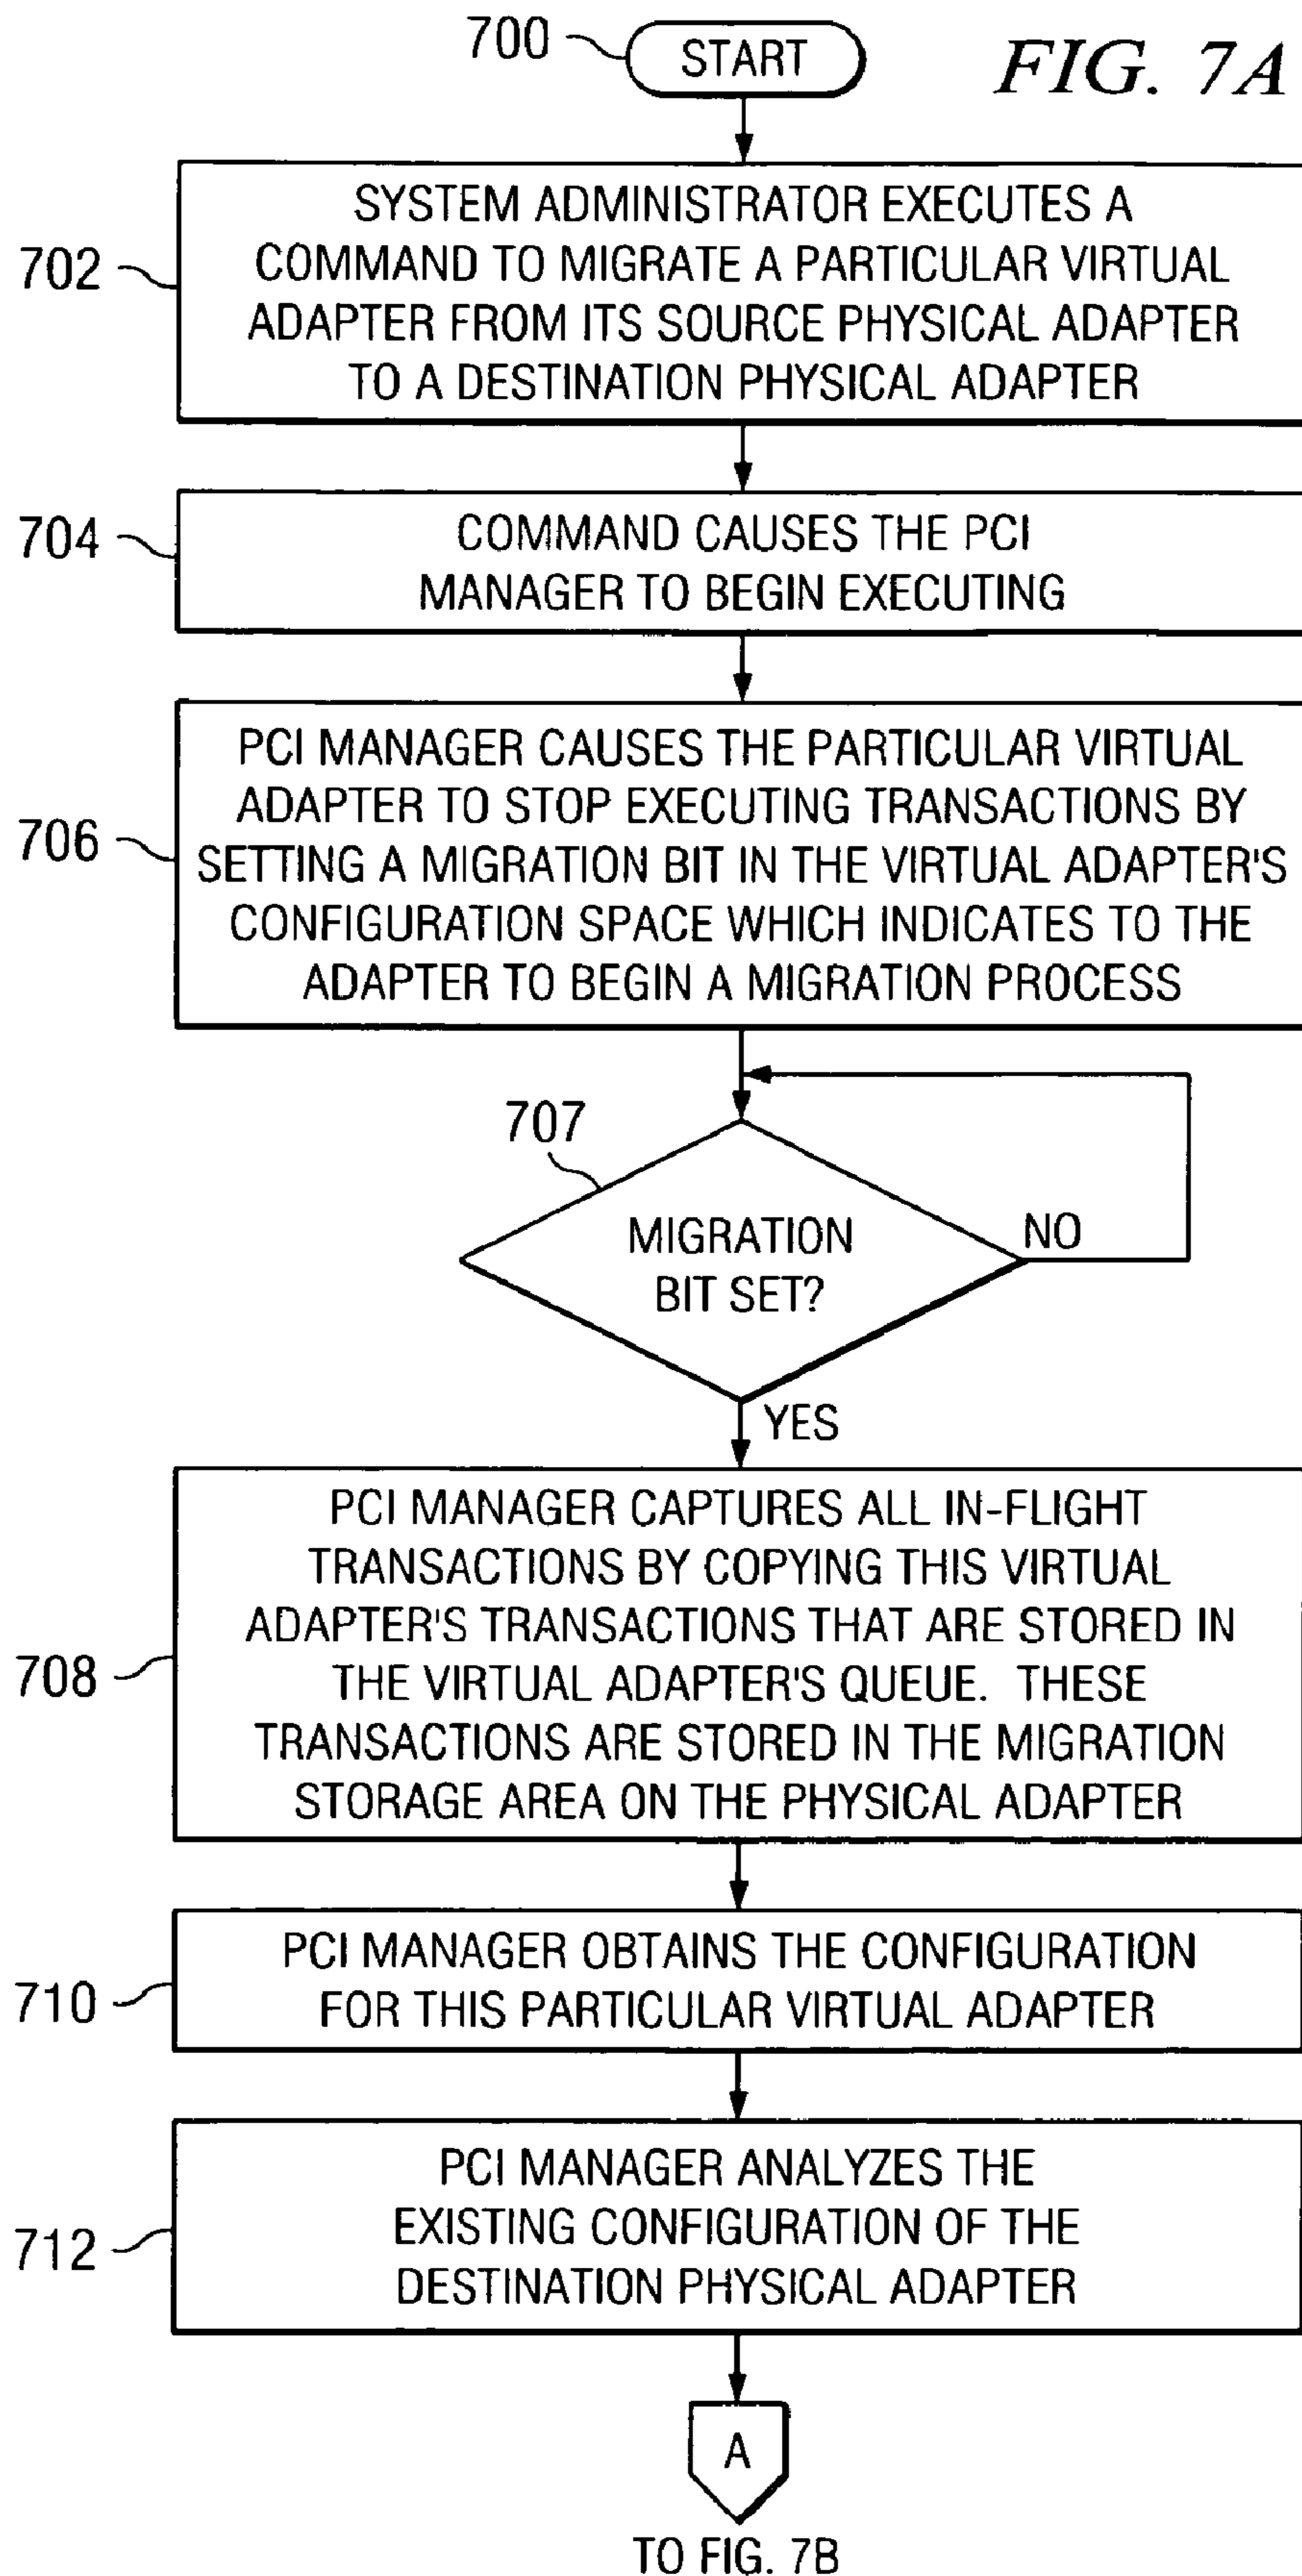 700
START
FIG. 7A
702
SYSTEM ADMINISTRATOR EXECUTES A
COMMAND TO MIGRATE A PARTICULAR VIRTUAL
ADAPTER FROM ITS SOURCE PHYSICAL ADAPTER
TO A DESTINATION PHYSICAL ADAPTER
704
COMMAND CAUSES THE PCI
MANAGER TO BEGIN EXECUTING
706
PCI MANAGER CAUSES THE PARTICULAR VIRTUAL
ADAPTER TO STOP EXECUTING TRANSACTIONS BY
SETTING A MIGRATION BIT IN THE VIRTUAL ADAPTER'S
CONFIGURATION SPACE WHICH INDICATES TO THE
ADAPTER TO BEGIN A MIGRATION PROCESS
707
MIGRATION
BIT SET?
NO
YES
708
PCI MANAGER CAPTURES ALL IN-FLIGHT
TRANSACTIONS BY COPYING THIS VIRTUAL
ADAPTER'S TRANSACTIONS THAT ARE STORED IN
THE VIRTUAL ADAPTER'S QUEUE. THESE
TRANSACTIONS ARE STORED IN THE MIGRATION
STORAGE AREA ON THE PHYSICAL ADAPTER
710
PCI MANAGER OBTAINS THE CONFIGURATION
FOR THIS PARTICULAR VIRTUAL ADAPTER
712
PCI MANAGER ANALYZES THE
EXISTING CONFIGURATION OF THE
DESTINATION PHYSICAL ADAPTER
A
TO FIG. 7B